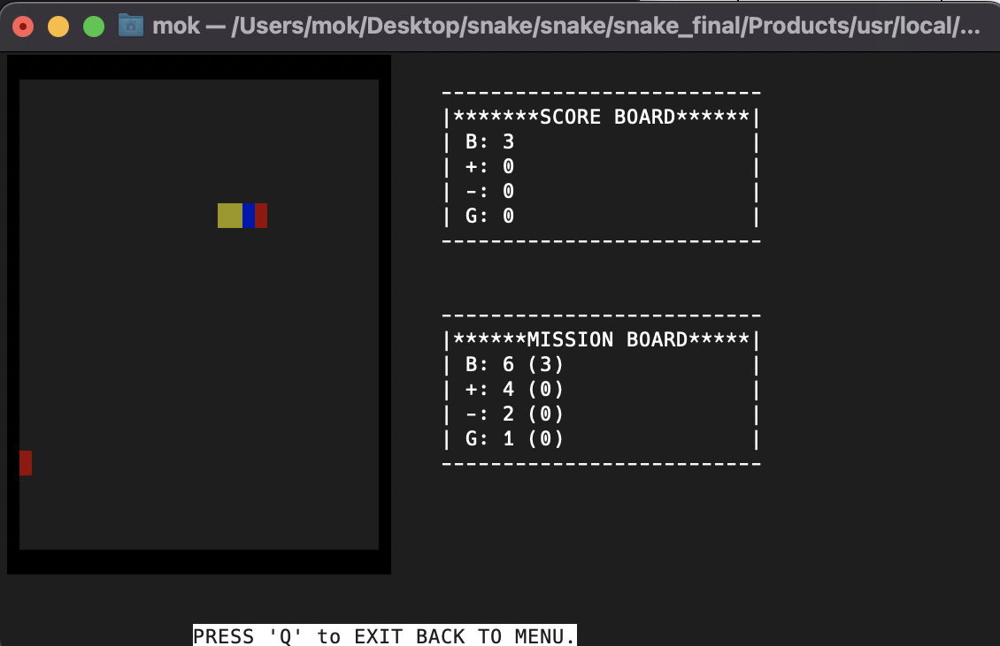 mok — /Users/mok/Desktop/snake/snake/snake_final/Products/usr/local/...
--------------------------
|*******SCORE BOARD******|
| B: 3                   |
| +: 0                   |
| -: 0                   |
| G: 0                   |
--------------------------
--------------------------
|******MISSION BOARD*****|
| B: 6 (3)               |
| +: 4 (0)               |
| -: 2 (0)               |
| G: 1 (0)               |
--------------------------
PRESS 'Q' to EXIT BACK TO MENU.